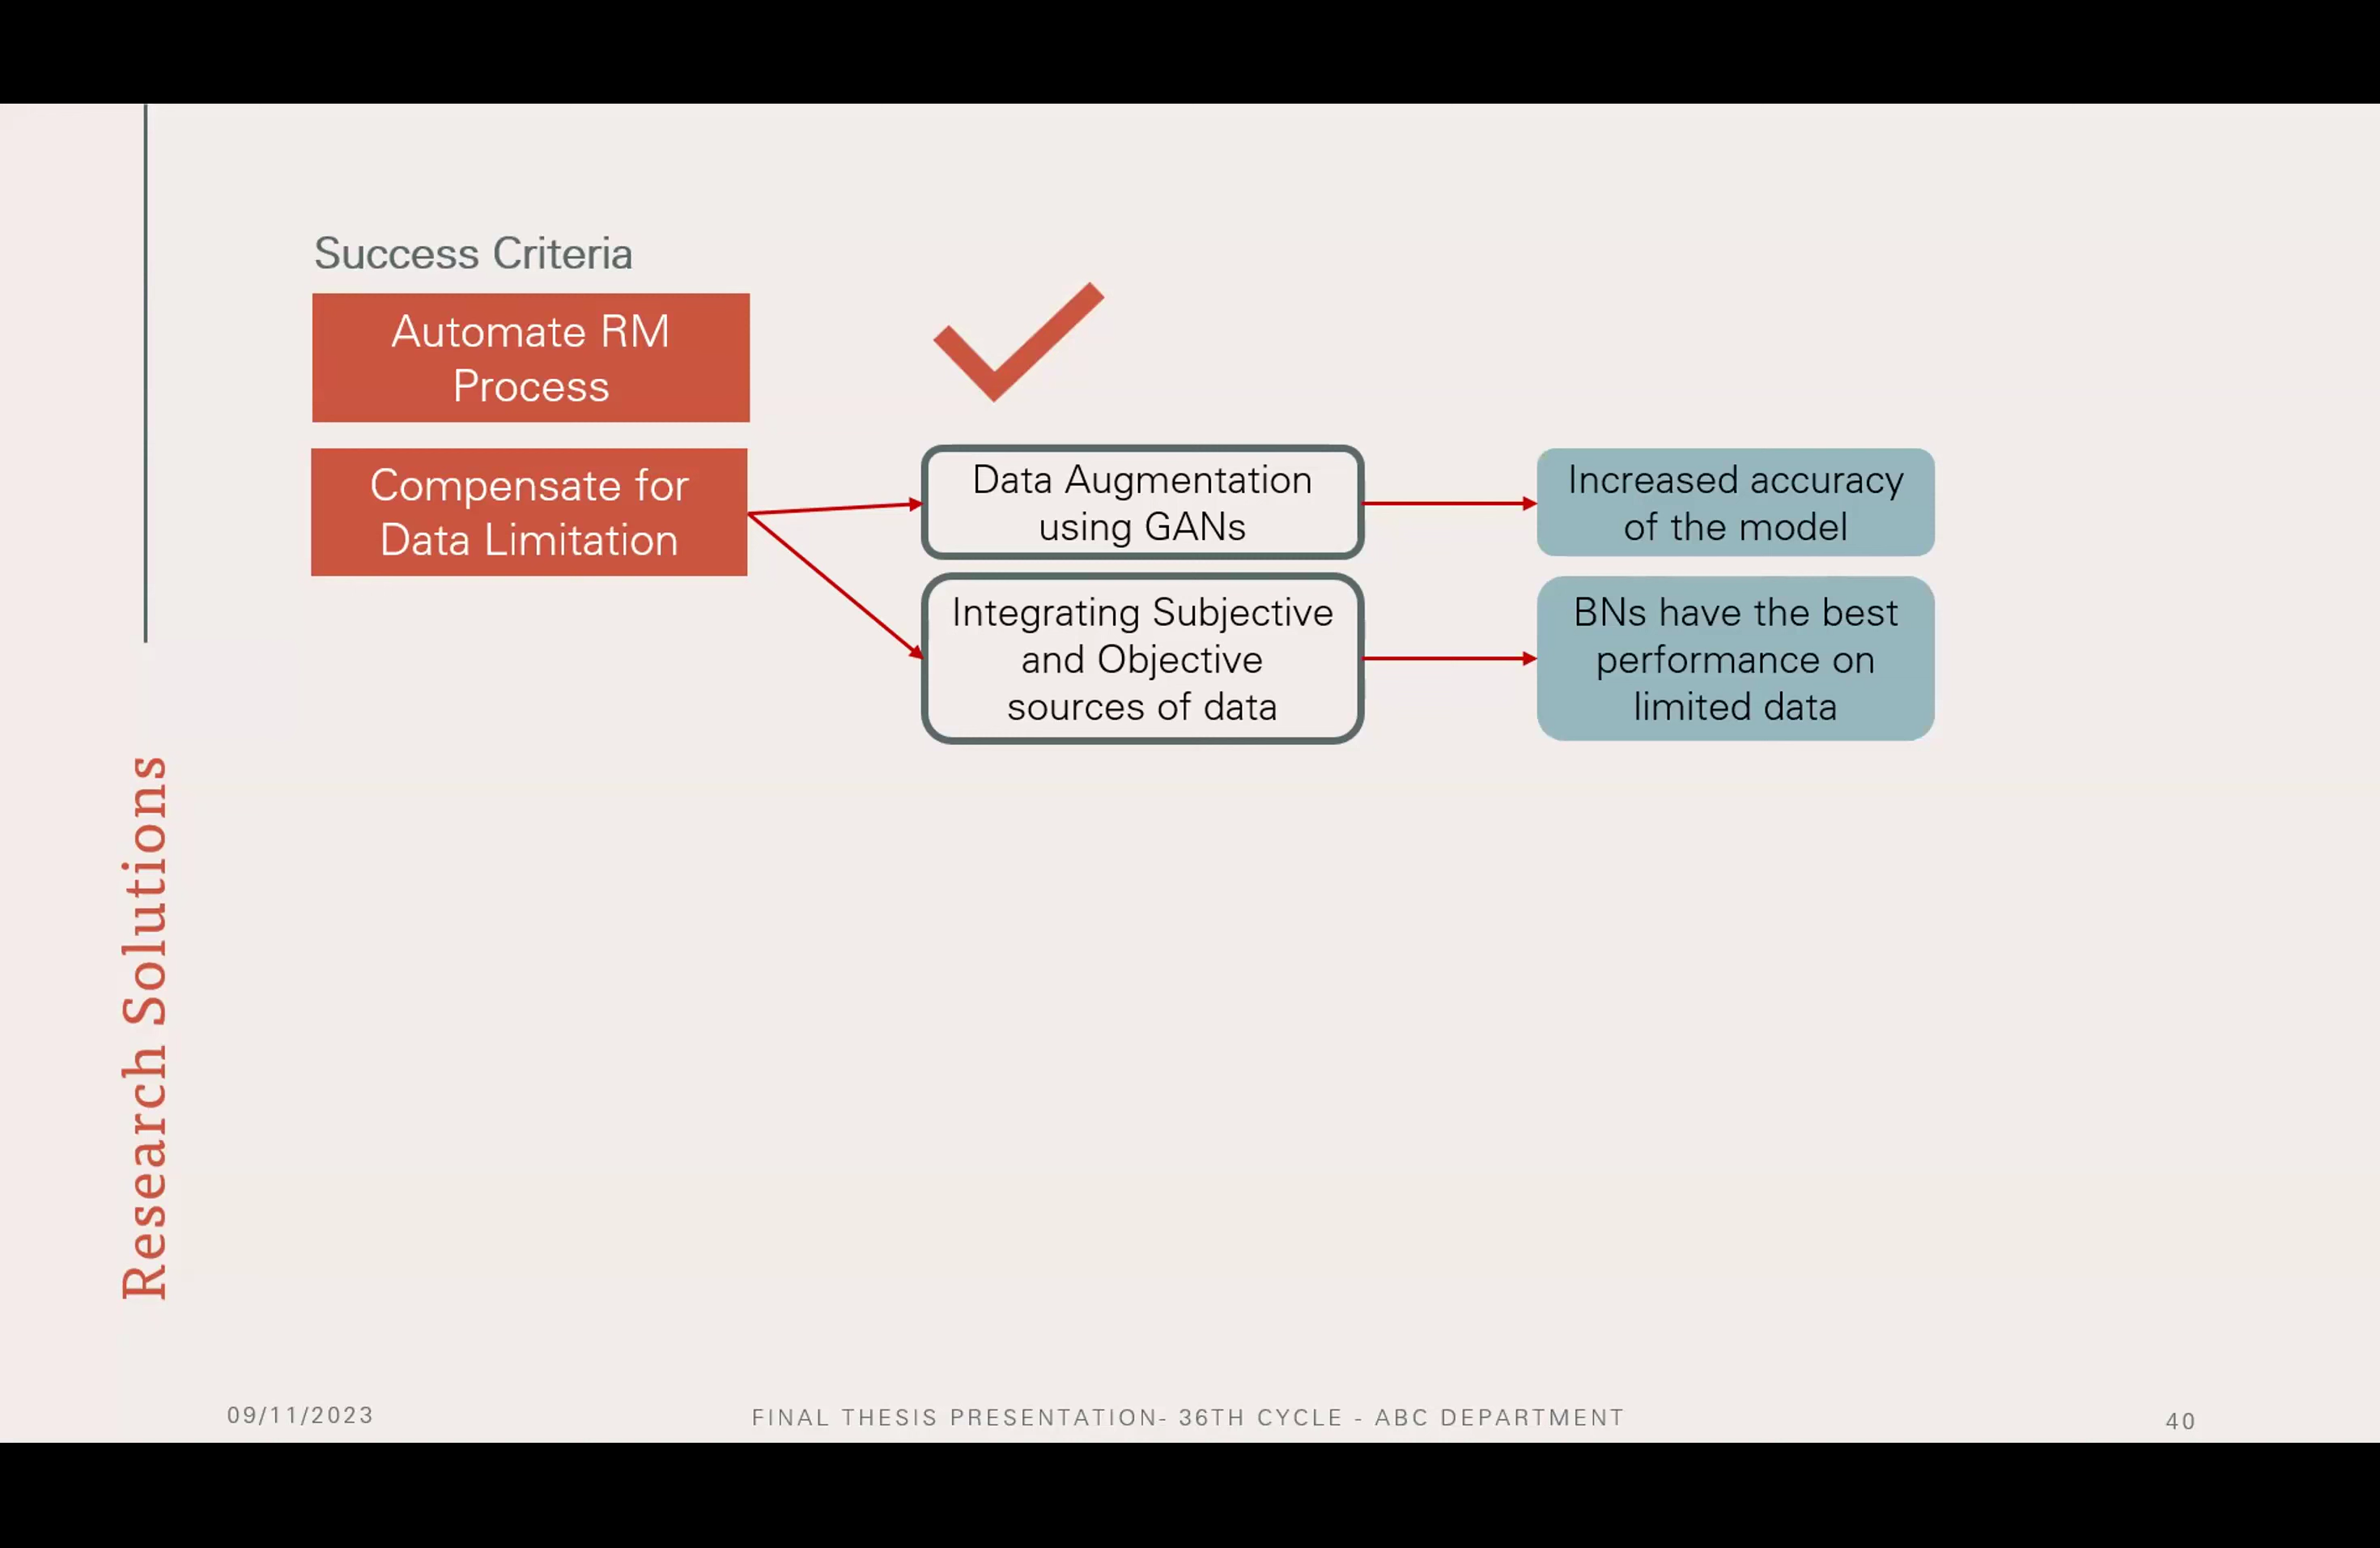 Success Criteria
Automate RM
Process
Compensate for
Data Limitation
Data Augmentation
using GANs
Increased accuracy
of the model
Integrating Subjective
and Objective
sources of data
BNs have the best
performance on
limited data
Research Solutions
09/11/2023
FINAL THESIS PRESENTATION- 36TH CYCLE - ABC DEPARTMENT
40